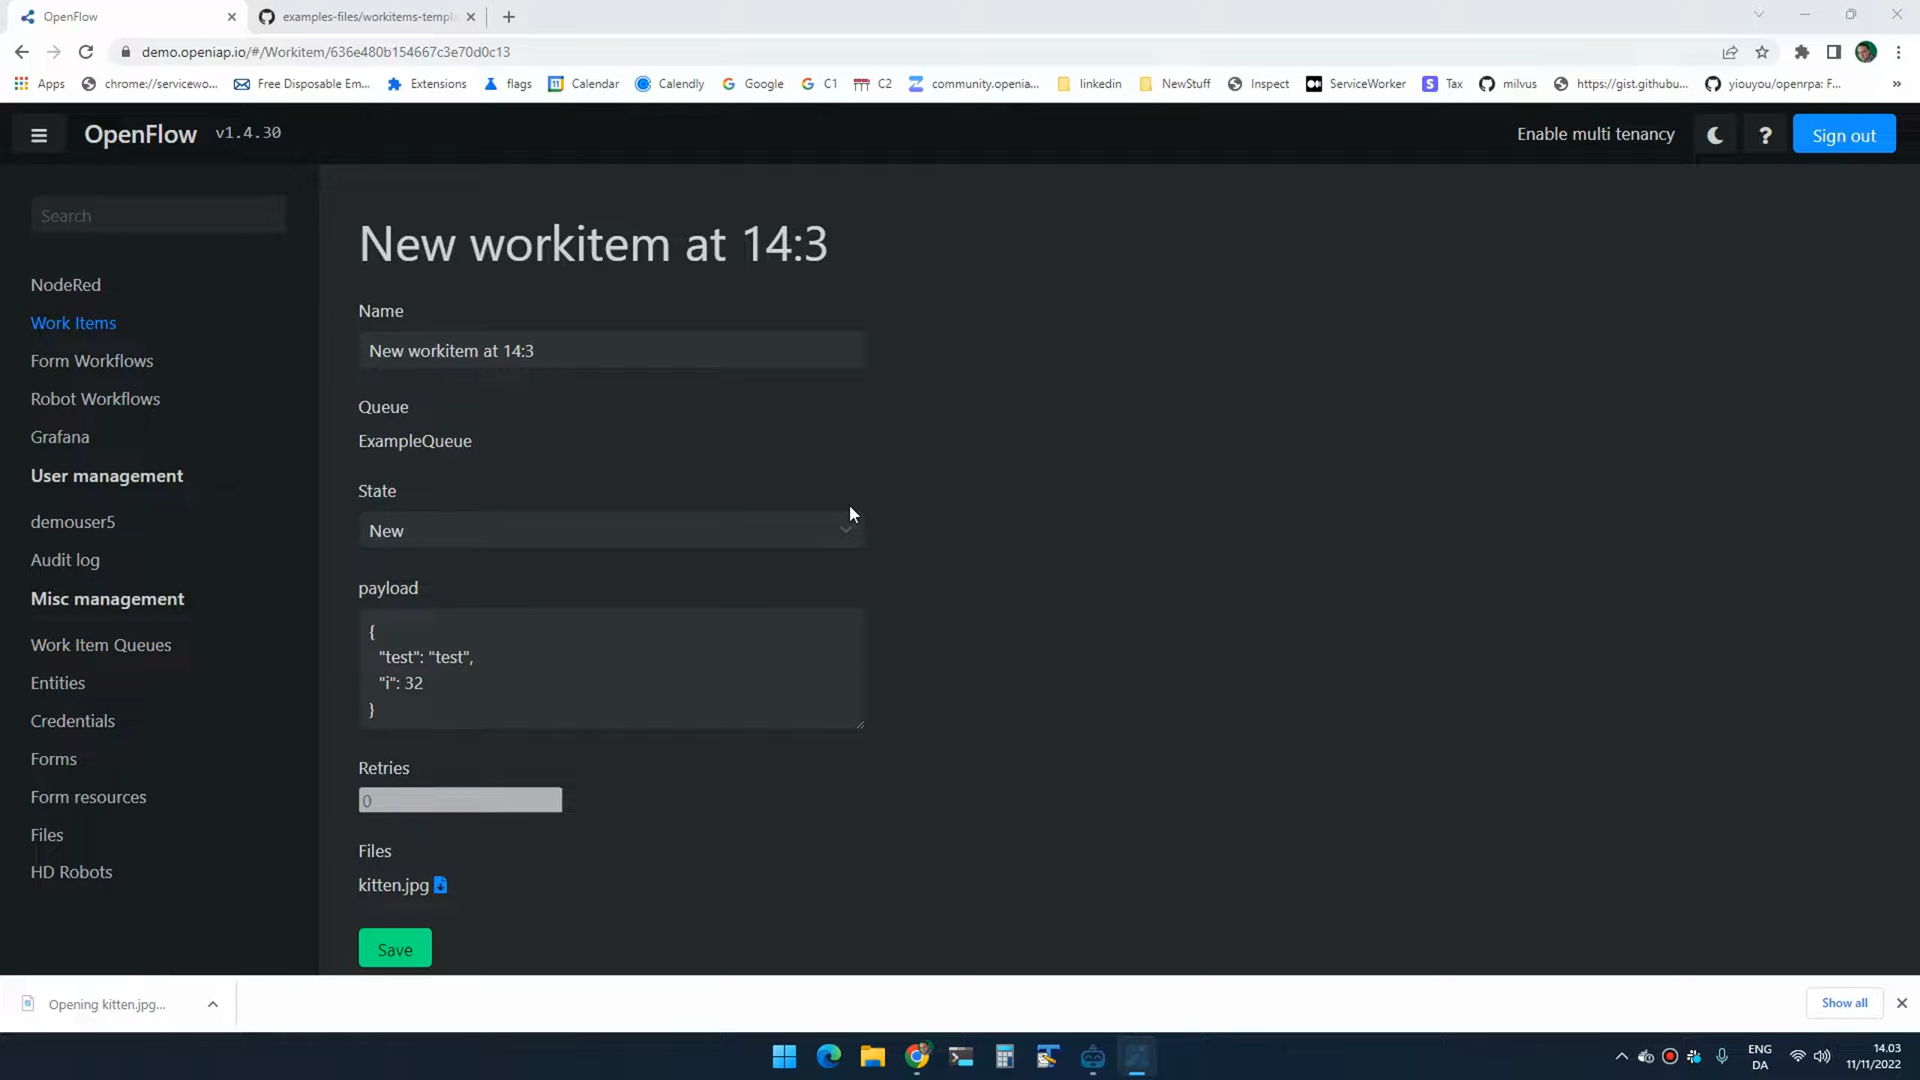 OpenFlow
examples-files/workitems-templa
demo.openiap.io/#/Workitem/636e480b154667c3e70d0c13
Apps
chrome://servicewo...
Free Disposable Em...
Extensions
flags
11
Calendar
Calendly
Google
C1
C2
community.openia...
linkedin
NewStuff
Inspect
ServiceWorker
S
Tax
milvus
https://gist.githubu...
yiouyou/openrpa: F...
»
OpenFlow v1.4.30
Enable multi tenancy
?
Sign out
Search
NodeRed
Work Items
Form Workflows
Robot Workflows
Grafana
User management
demouser5
Audit log
Misc management
Work Item Queues
Entities
Credentials
Forms
Form resources
Files
HD Robots
New workitem at 14:3
Name
New workitem at 14:3
Queue
ExampleQueue
State
New
payload
{
"test": "test",
"i": 32
}
Retries
0
Files
kitten.jpg
Save
Opening kitten.jpg...
Show all
ENG
DA
14.03
11/11/2022